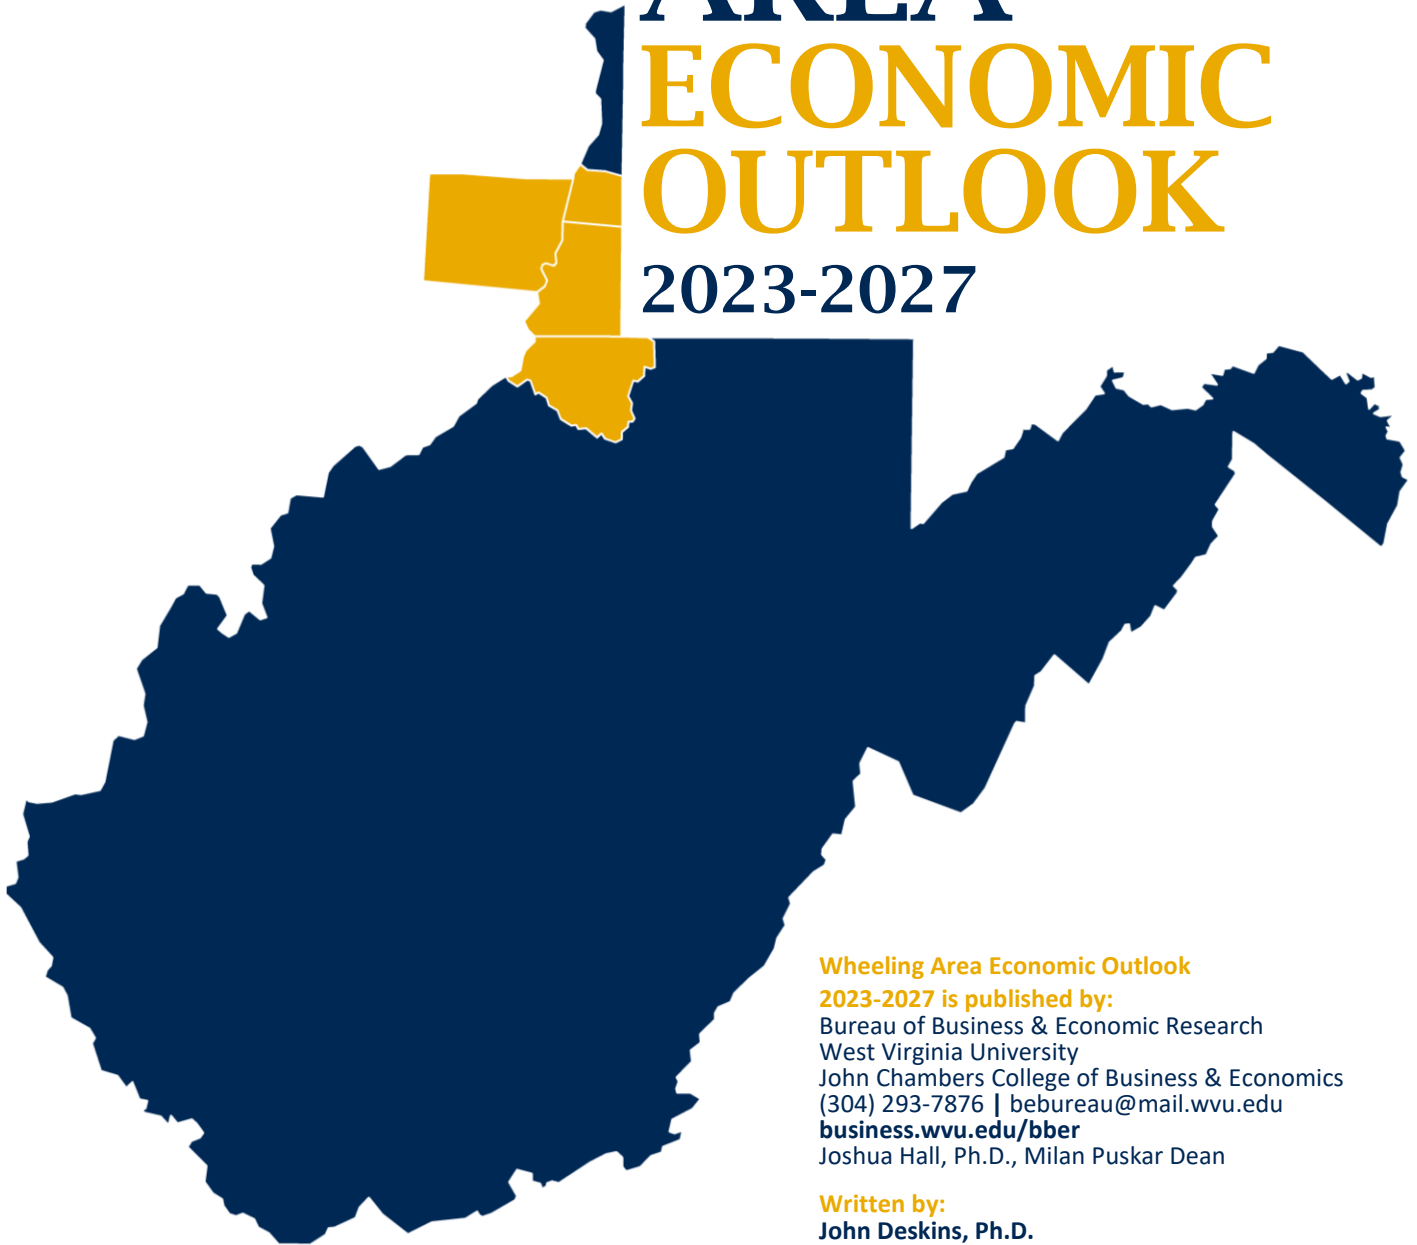 AREA
ECONOMIC
OUTLOOK
2023-2027
Wheeling Area Economic Outlook
2023-2027 is published by:
Bureau of Business & Economic Research
West Virginia University
John Chambers College of Business & Economics
(304) 293-7876 | bebureau@mail.wvu.edu
business.wvu.edu/bber
Joshua Hall, Ph.D., Milan Puskar Dean
Written by:
John Deskins, Ph.D.